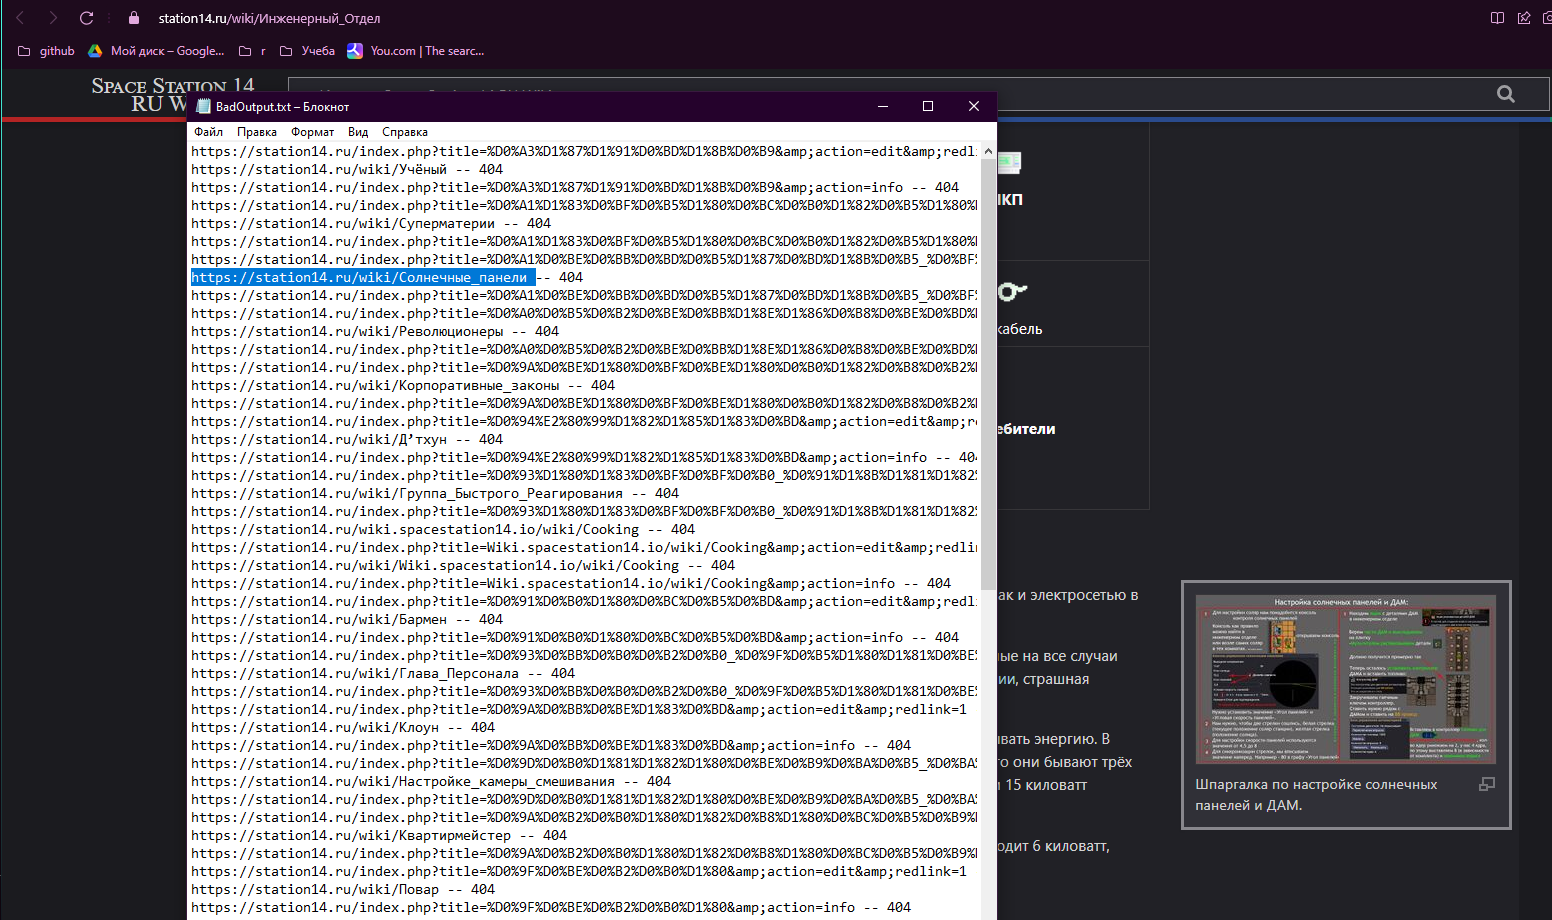 station14.ru/wiki/Инженерный_Отдел
github
Мой диск – Google...
r
Учеба
You.com | The searc...
SPACE STATION 14
RU W
BadOutput.txt – Блокнот
Файл Правка Формат Вид Справка
https://station14.ru/index.php?title=%D0%A3%D1%87%D1%91%D0%BD%D1%8B%D0%B9&amp;action=edit&amp;redli
https://station14.ru/wiki/Учёный -- 404
https://station14.ru/index.php?title=%D0%A3%D1%87%D1%91%D0%BD%D1%8B%D0%B9&amp;action=info -- 404
https://station14.ru/index.php?title=%D0%A1%D1%83%D0%BF%D0%B5%D1%80%D0%BC%D0%B0%D1%82%D0%B5%D1%80%
https://station14.ru/wiki/Суперматерии -- 404
https://station14.ru/index.php?title=%D0%A1%D1%83%D0%BF%D0%B5%D1%80%D0%BC%D0%B0%D1%82%D0%B5%D1%80%
https://station14.ru/index.php?title=%D0%A1%D0%BE%D0%BB%D0%BD%D0%B5%D1%87%D0%BD%D1%8B%D0%B5_%D0%BF%
https://station14.ru/wiki/Солнечные_панели -- 404
https://station14.ru/index.php?title=%D0%A1%D0%BE%D0%BB%D0%BD%D0%B5%D1%87%D0%BD%D1%8B%D0%B5_%D0%BF%
https://station14.ru/index.php?title=%D0%A0%D0%B5%D0%B2%D0%BE%D0%BB%D1%8E%D1%86%D0%B8%D0%BE%D0%BD%
https://station14.ru/wiki/Революционеры -- 404
https://station14.ru/index.php?title=%D0%A0%D0%B5%D0%B2%D0%BE%D0%BB%D1%8E%D1%86%D0%B8%D0%BE%D0%BD%
https://station14.ru/index.php?title=%D0%9A%D0%BE%D1%80%D0%BF%D0%BE%D1%80%D0%B0%D1%82%D0%B8%D0%B2%
https://station14.ru/wiki/Корпоративные_законы -- 404
https://station14.ru/index.php?title=%D0%9A%D0%BE%D1%80%D0%BF%D0%BE%D1%80%D0%B0%D1%82%D0%B8%D0%B2%
https://station14.ru/index.php?title=%D0%94%E2%80%99%D1%82%D1%85%D1%83%D0%BD&amp;action=edit&amp;re
https://station14.ru/wiki/Д’тхун -- 404
https://station14.ru/index.php?title=%D0%94%E2%80%99%D1%82%D1%85%D1%83%D0%BD&amp;action=info -- 404
https://station14.ru/index.php?title=%D0%93%D1%80%D1%83%D0%BF%D0%BF%D0%B0_%D0%91%D1%8B%D1%81%D1%82%
https://station14.ru/wiki/Группа_Быстрого_Реагирования -- 404
https://station14.ru/index.php?title=%D0%93%D1%80%D1%83%D0%BF%D0%BF%D0%B0_%D0%91%D1%8B%D1%81%D1%82%
https://station14.ru/wiki.spacestation14.io/wiki/Cooking -- 404
https://station14.ru/index.php?title=Wiki.spacestation14.io/wiki/Cooking&amp;action=edit&amp;redlin
https://station14.ru/wiki/Wiki.spacestation14.io/wiki/Cooking -- 404
https://station14.ru/index.php?title=Wiki.spacestation14.io/wiki/Cooking&amp;action=info -- 404
https://station14.ru/index.php?title=%D0%91%D0%B0%D1%80%D0%BC%D0%B5%D0%BD&amp;action=edit&amp;redli
https://station14.ru/wiki/Бармен -- 404
https://station14.ru/index.php?title=%D0%91%D0%B0%D1%80%D0%BC%D0%B5%D0%BD&amp;action=info -- 404
https://station14.ru/index.php?title=%D0%93%D0%BB%D0%B0%D0%B2%D0%B0_%D0%9F%D0%B5%D1%80%D1%81%D0%BE%
https://station14.ru/wiki/Глава_Персонала -- 404
https://station14.ru/index.php?title=%D0%93%D0%BB%D0%B0%D0%B2%D0%B0_%D0%9F%D0%B5%D1%80%D1%81%D0%BE%
https://station14.ru/index.php?title=%D0%9A%D0%BB%D0%BE%D1%83%D0%BD&amp;action=edit&amp;redlink=1
https://station14.ru/wiki/Клоун -- 404
https://station14.ru/index.php?title=%D0%9A%D0%BB%D0%BE%D1%83%D0%BD&amp;action=info -- 404
https://station14.ru/index.php?title=%D0%9D%D0%B0%D1%81%D1%82%D1%80%D0%BE%D0%B9%D0%BA%D0%B5_%D0%BA%
https://station14.ru/wiki/Настройке_камеры_смешивания -- 404
https://station14.ru/index.php?title=%D0%9D%D0%B0%D1%81%D1%82%D1%80%D0%BE%D0%B9%D0%BA%D0%B5_%D0%BA%
https://station14.ru/index.php?title=%D0%9A%D0%B2%D0%B0%D1%80%D1%82%D0%B8%D1%80%D0%BC%D0%B5%D0%B9%
https://station14.ru/wiki/Квартирмейстер -- 404
https://station14.ru/index.php?title=%D0%9A%D0%B2%D0%B0%D1%80%D1%82%D0%B8%D1%80%D0%BC%D0%B5%D0%B9%
https://station14.ru/index.php?title=%D0%9F%D0%BE%D0%B2%D0%B0%D1%80&amp;action=edit&amp;redlink=1
https://station14.ru/wiki/Повар -- 404
https://station14.ru/index.php?title=%D0%9F%D0%BE%D0%B2%D0%B0%D1%80&amp;action=info -- 404
кабель
ебители
ак и электросетью в
ые на все случаи
ии, страшная
ывать энергию. В
то они бывают трёх
и 15 киловатт
одит 6 киловатт,
Настройка солнечных панелей и ДАМ:
Шпаргалка по настройке солнечных
панелей и ДАМ.